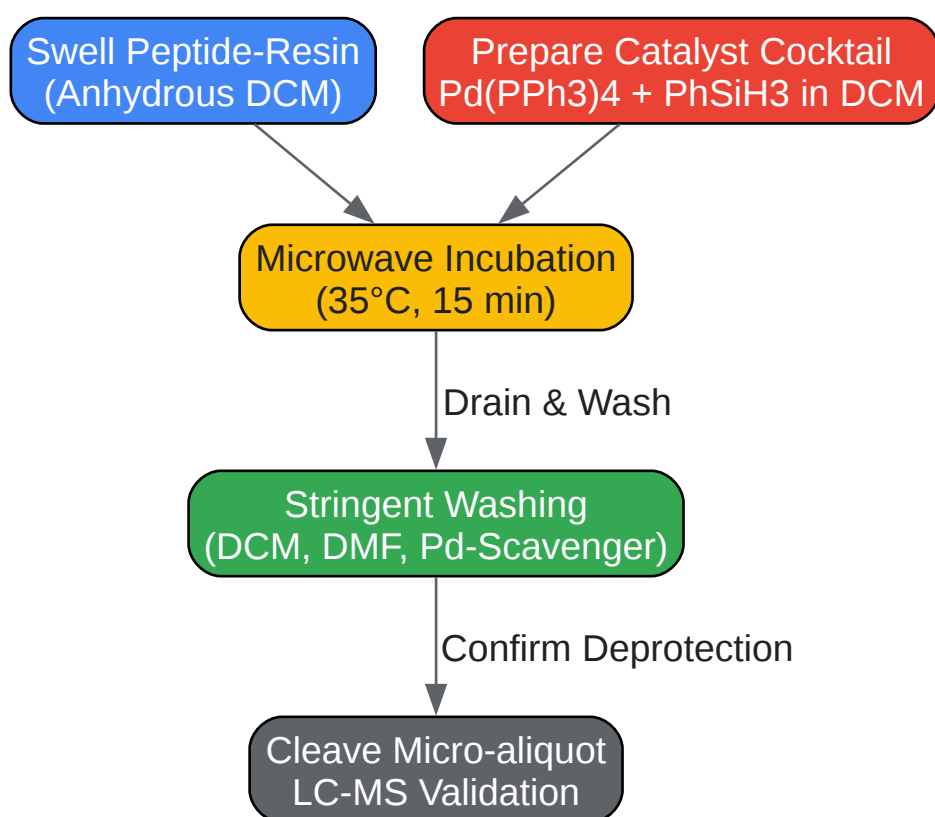 Swell Peptide-Resin
(Anhydrous DCM)
Prepare Catalyst Cocktail
Pd(PPh3)4 + PhSiH3 in DCM
Microwave Incubation
(35°C, 15 min)
Drain & Wash
Stringent Washing
(DCM, DMF, Pd-Scavenger)
Confirm Deprotection
Cleave Micro-aliquot
LC-MS Validation